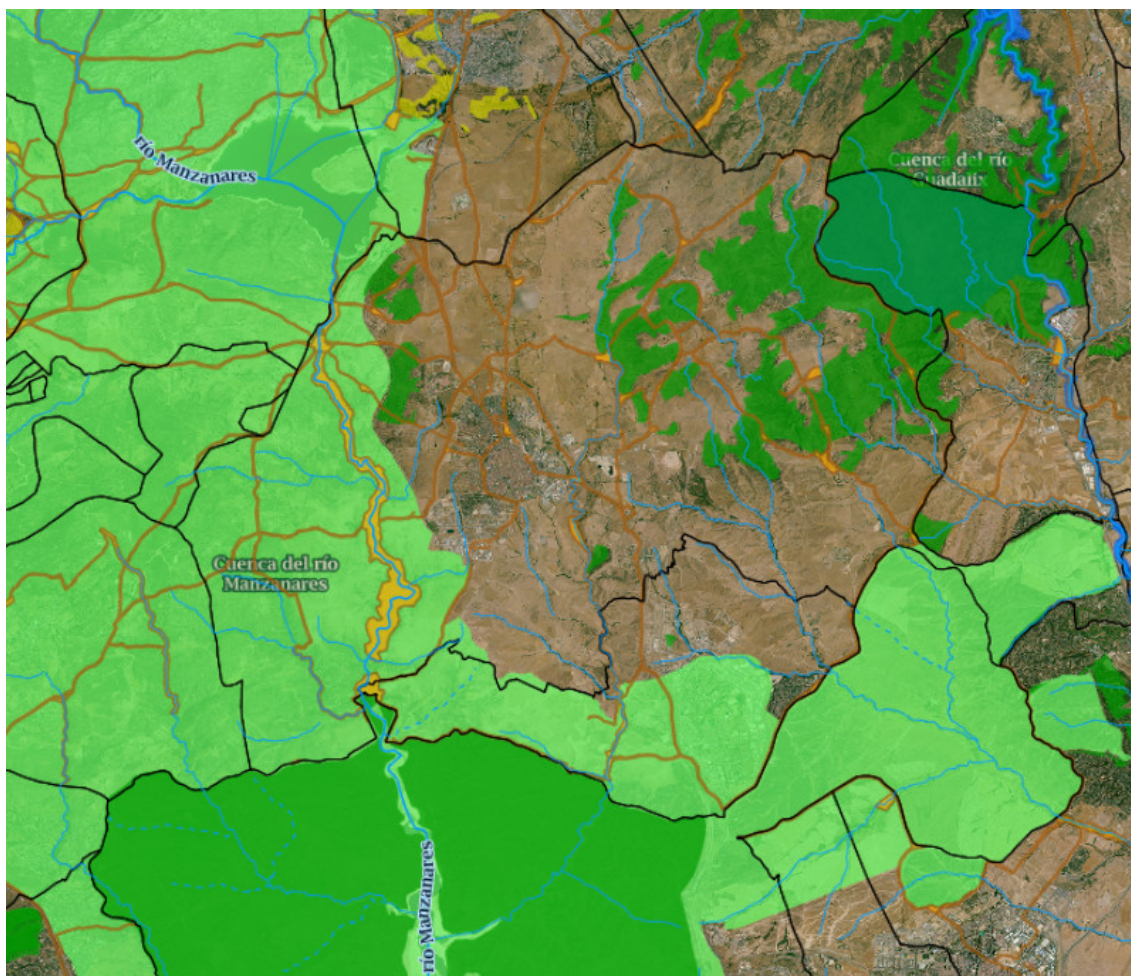 río Manzanares
Cuenca del río
Guadalix
Cuenca del río
Manzanares
río Manzanares